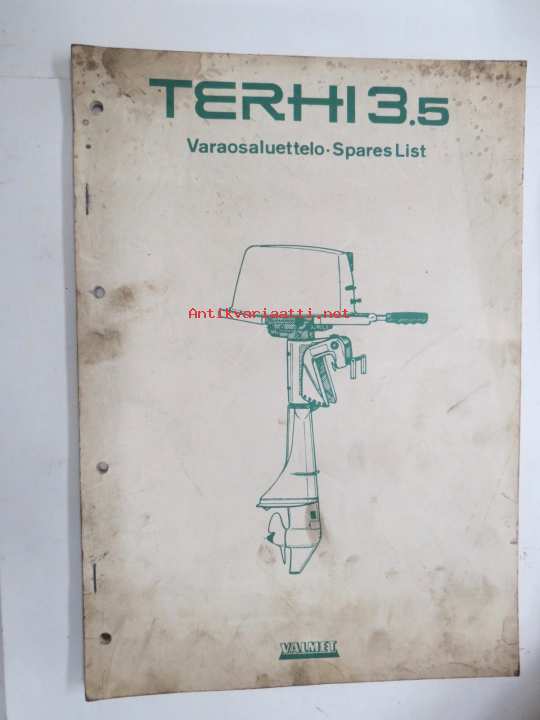 TERHI 3.5
Varaosaluettelo · Spares List
Antikvariaatti.net
VALMET